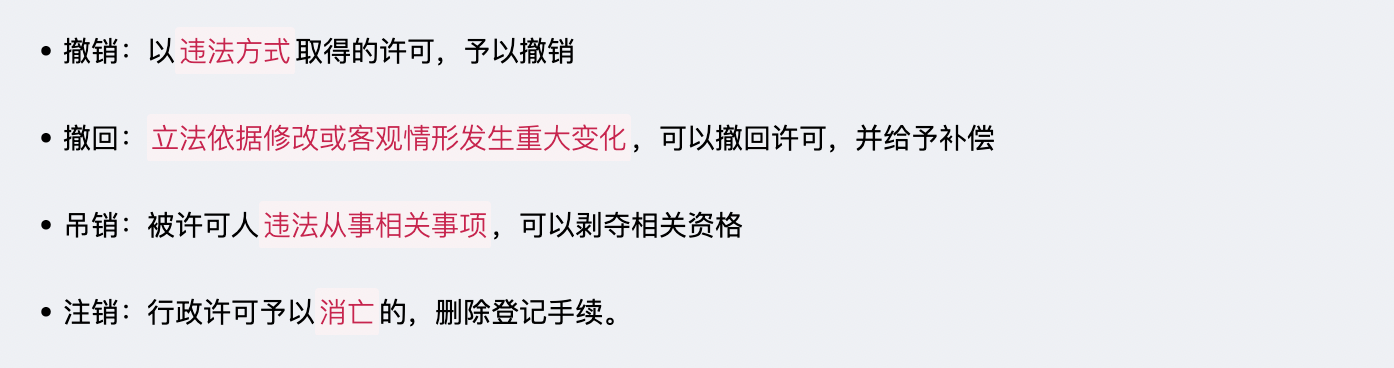 • 撤销：以违法方式取得的许可，予以撤销
• 撤回：立法依据修改或客观情形发生重大变化，可以撤回许可，并给予补偿
• 吊销：被许可人违法从事相关事项，可以剥夺相关资格
• 注销：行政许可予以消亡的，删除登记手续。